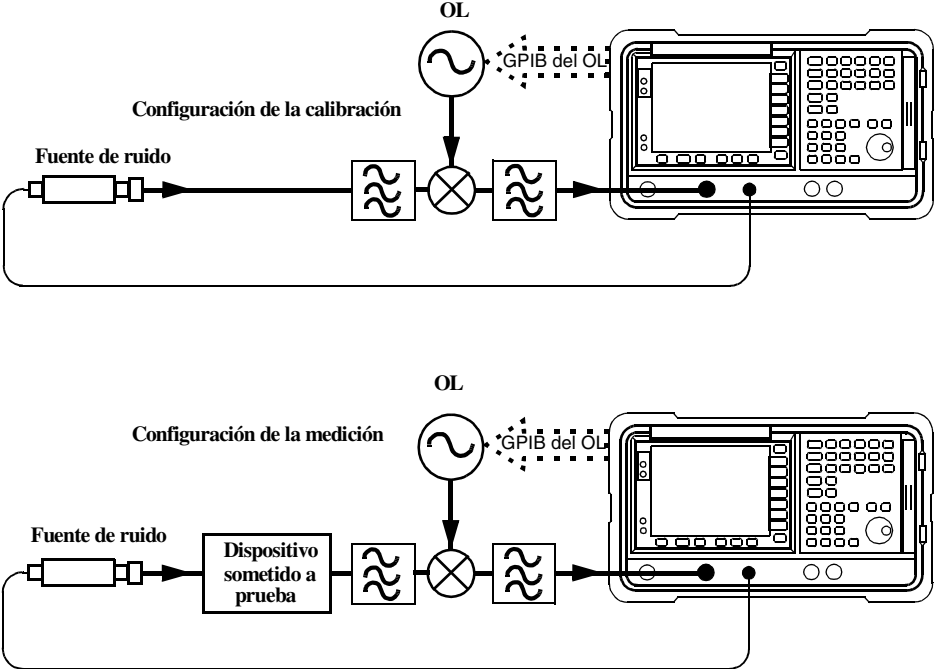 OL
GPIB del OL
Configuración de la calibración
Fuente de ruido
OL
Configuración de la medición
GPIB del OL
Fuente de ruido
Dispositivo
sometido a
prueba